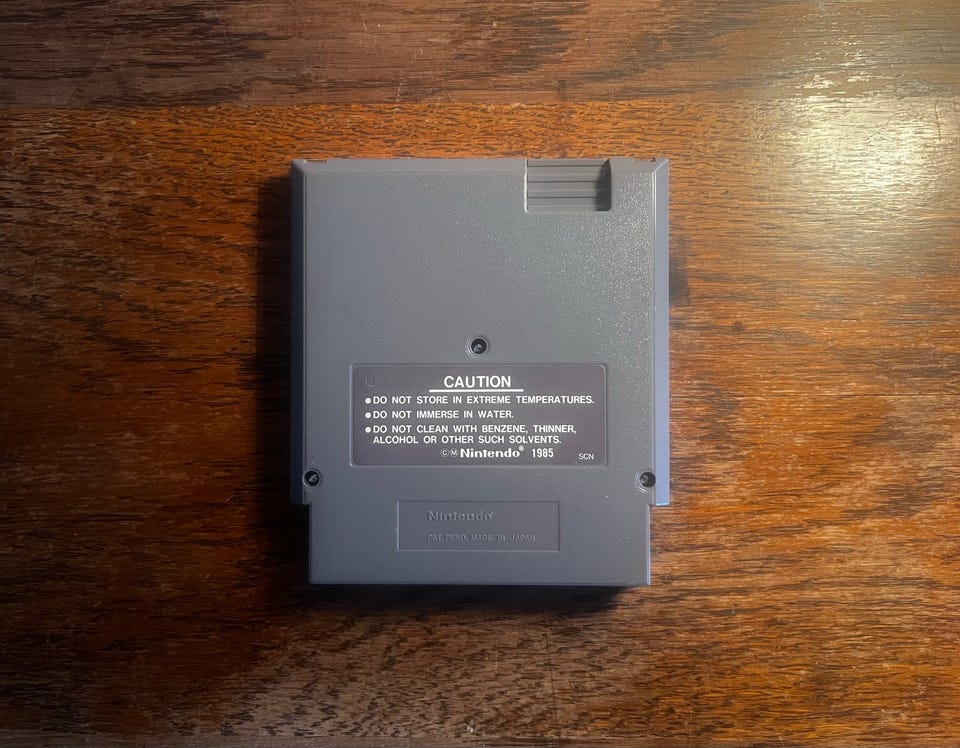 CAUTION
●DO NOT STORE IN EXTREME TEMPERATURES.
●DO NOT IMMERSE IN WATER.
●DO NOT CLEAN WITH BENZENE, THINNER,
ALCOHOL OR OTHER SUCH SOLVENTS.
ⒸⓂ Nintendo® 1985 SCN
Nintendo®
PAT. PEND. MADE IN JAPAN